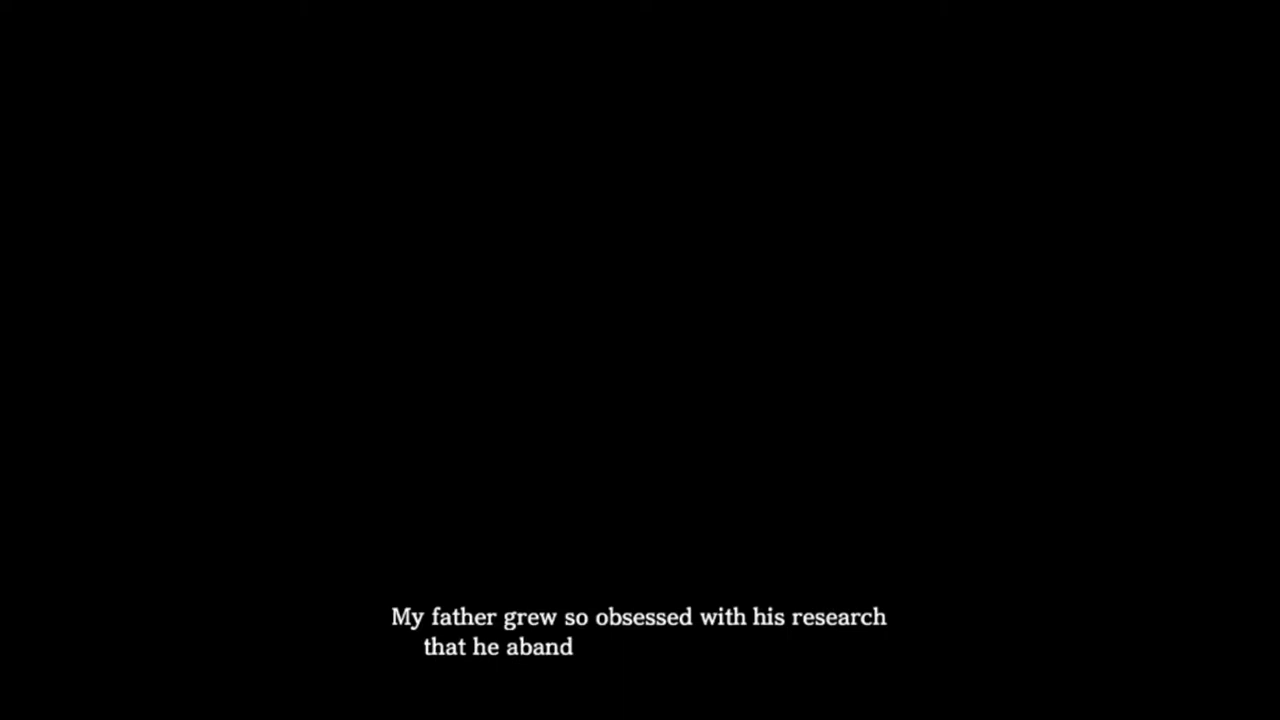 My father grew so obsessed with his research
that he aband